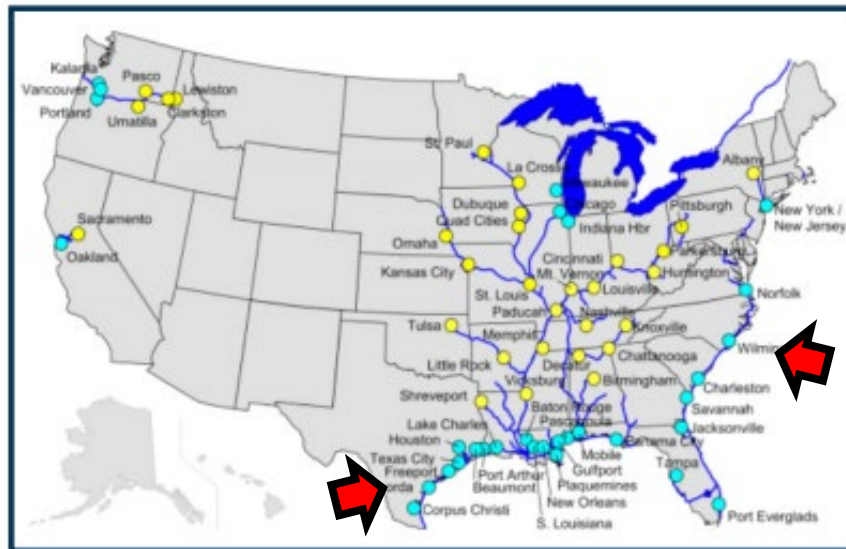 Kalama
Vancouver
Portland
Pasco
Umatilla
Lewiston
Clarkston
Sacramento
Oakland
St. Paul
La Crosse
Dubuque
Quad Cities
Omaha
Kansas City
St. Louis
Indiana Hbr
Cincinnati
Mt. Vernon
Louisville
Paducah
Nashville
Huntington
Parkersburg
Pittsburgh
Albany
New York /
New Jersey
Norfolk
Wilmin
Charleston
Savannah
Jacksonville
Tampa
Port Everglads
Knoxville
Chattanooga
Birmingham
Decatur
Memphis
Tulsa
Little Rock
Vicksburg
Shreveport
Baton Rouge
Pascagoula
Lake Charles
Houston
Texas City
Freeport
orda
Corpus Christi
Port Arthur
Beaumont
S. Louisiana
New Orleans
Plaquemines
Gulfport
Mobile